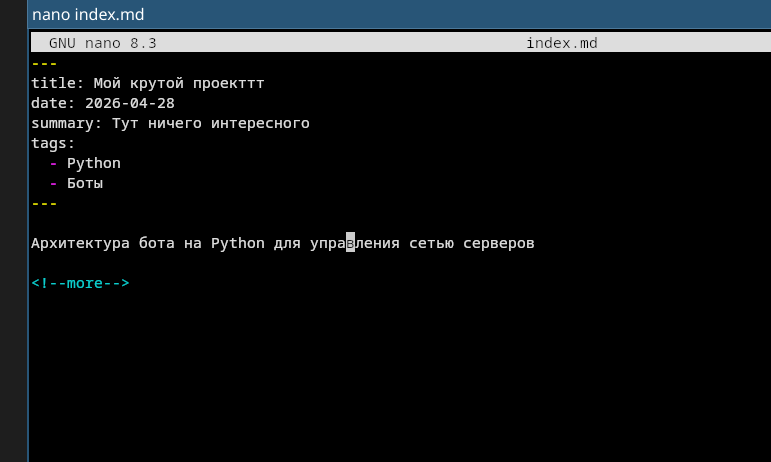 nano index.md
GNU nano 8.3 index.md
---
title: Мой крутой проекттт
date: 2026-04-28
summary: Тут ничего интересного
tags:
  - Python
  - Боты
---
Архитектура бота на Python для управления сетью серверов
<!--more-->